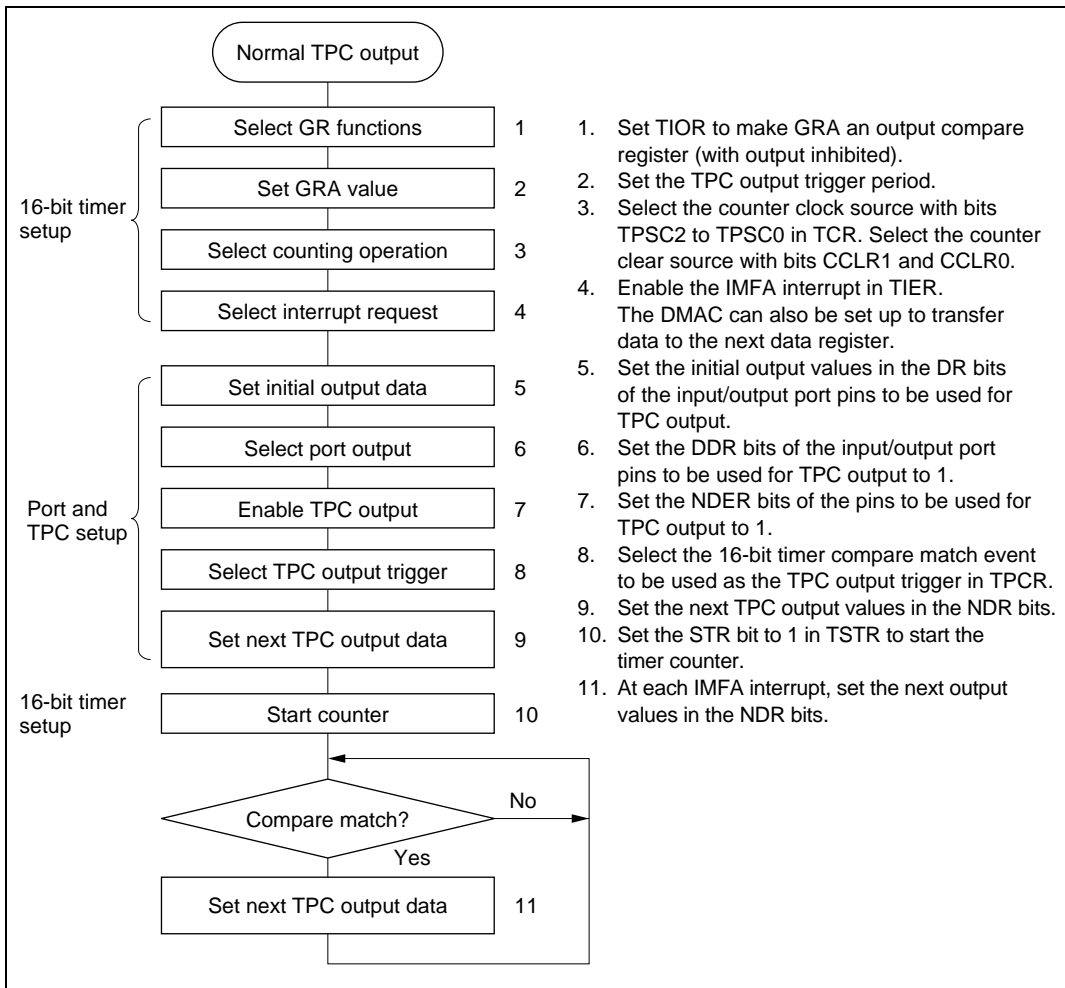 Normal TPC output
16-bit timer
setup
Select GR functions 1
Set GRA value 2
Select counting operation 3
Select interrupt request 4
Port and
TPC setup
Set initial output data 5
Select port output 6
Enable TPC output 7
Select TPC output trigger 8
Set next TPC output data 9
16-bit timer
setup
Start counter 10
Compare match?
No
Yes
Set next TPC output data 11
1. Set TIOR to make GRA an output compare
register (with output inhibited).
2. Set the TPC output trigger period.
3. Select the counter clock source with bits
TPSC2 to TPSC0 in TCR. Select the counter
clear source with bits CCLR1 and CCLR0.
4. Enable the IMFA interrupt in TIER.
The DMAC can also be set up to transfer
data to the next data register.
5. Set the initial output values in the DR bits
of the input/output port pins to be used for
TPC output.
6. Set the DDR bits of the input/output port
pins to be used for TPC output to 1.
7. Set the NDER bits of the pins to be used for
TPC output to 1.
8. Select the 16-bit timer compare match event
to be used as the TPC output trigger in TPCR.
9. Set the next TPC output values in the NDR bits.
10. Set the STR bit to 1 in TSTR to start the
timer counter.
11. At each IMFA interrupt, set the next output
values in the NDR bits.